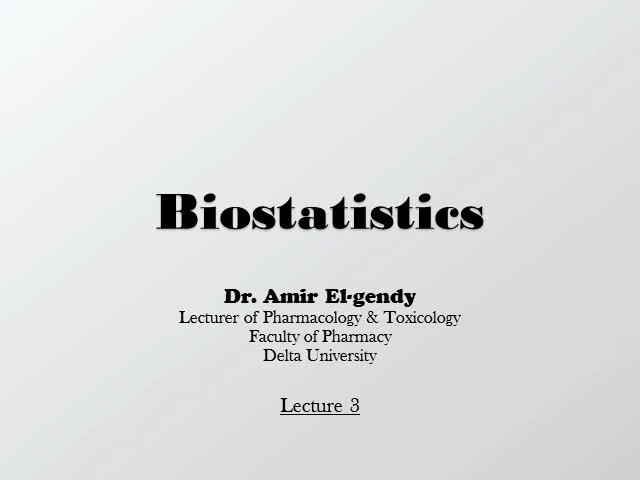 Biostatistics
Dr. Amir El-gendy
Lecturer of Pharmacology & Toxicology
Faculty of Pharmacy
Delta University
Lecture 3